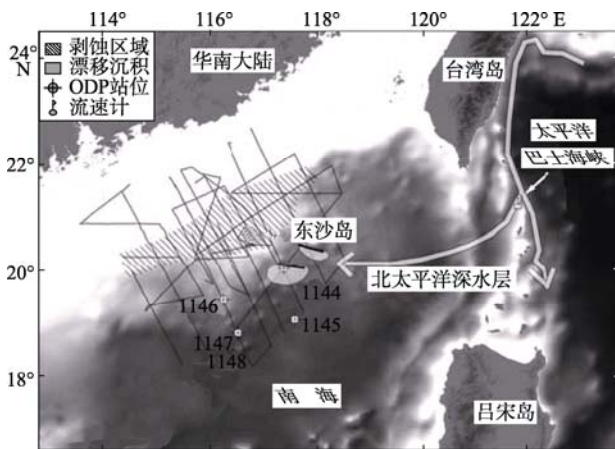 114°
116°
118°
120°
122° E
24°
N
22°
20°
18°
剥蚀区域
漂移沉积
ODP站位
流速计
华南大陆
台湾岛
太平洋
巴士海峡
东沙岛
北太平洋深水层
1144
1146
1145
1147
1148
南海
吕宋岛